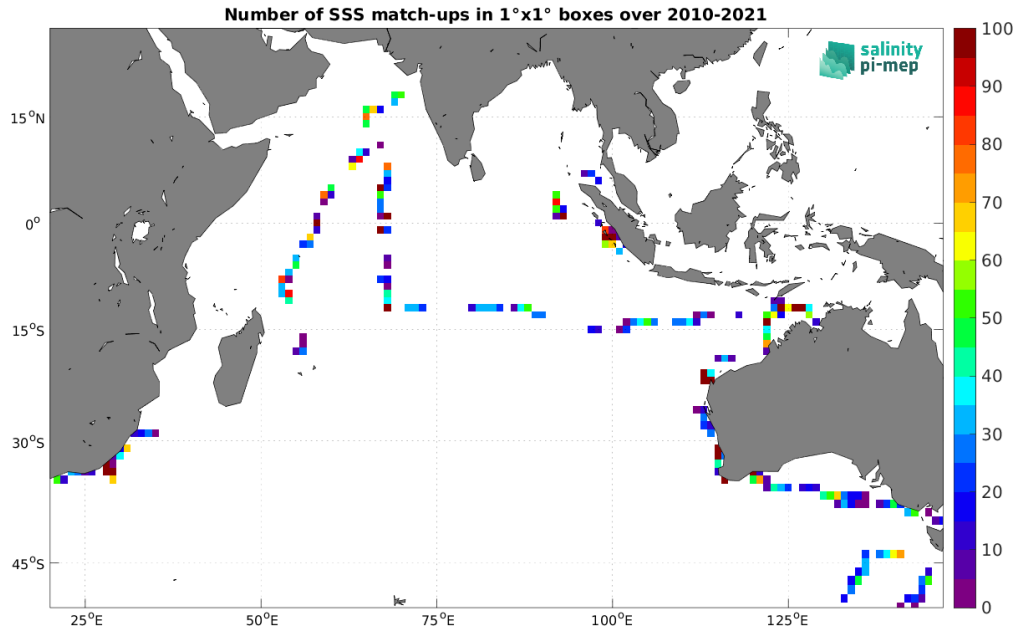 Number of SSS match-ups in 1°x1° boxes over 2010-2021
salinity
pi-mep
15°N
0°
15°S
30°S
45°S
25°E
50°E
75°E
100°E
125°E
100
90
80
70
60
50
40
30
20
10
0